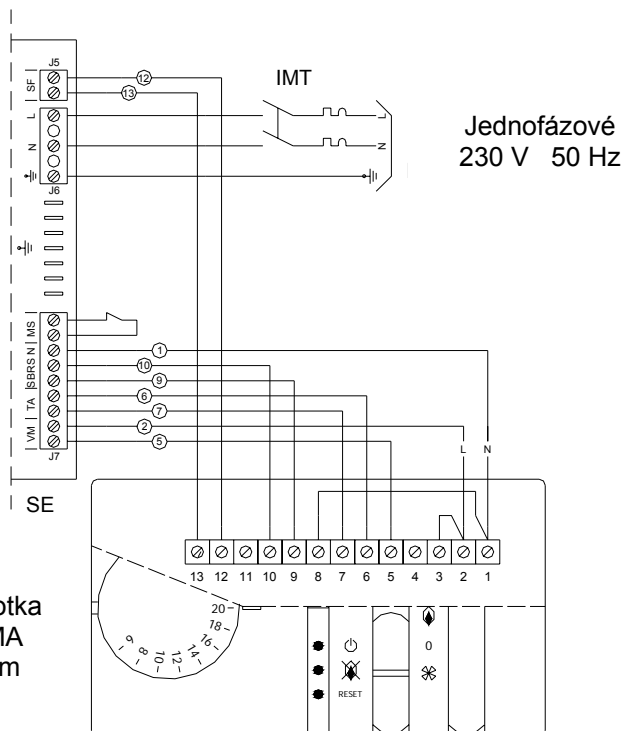 J5
SF
12
13
IMT
L
N
L
N
J6
Jednofázové
230 V 50 Hz
MS
N
SBRS
TA
VM
1
10
9
6
7
2
5
J7
L N
SE
13 12 11 10 9 8 7 6 5 4 3 2 1
20
18
16
14
12
10
8
6
0
RESET